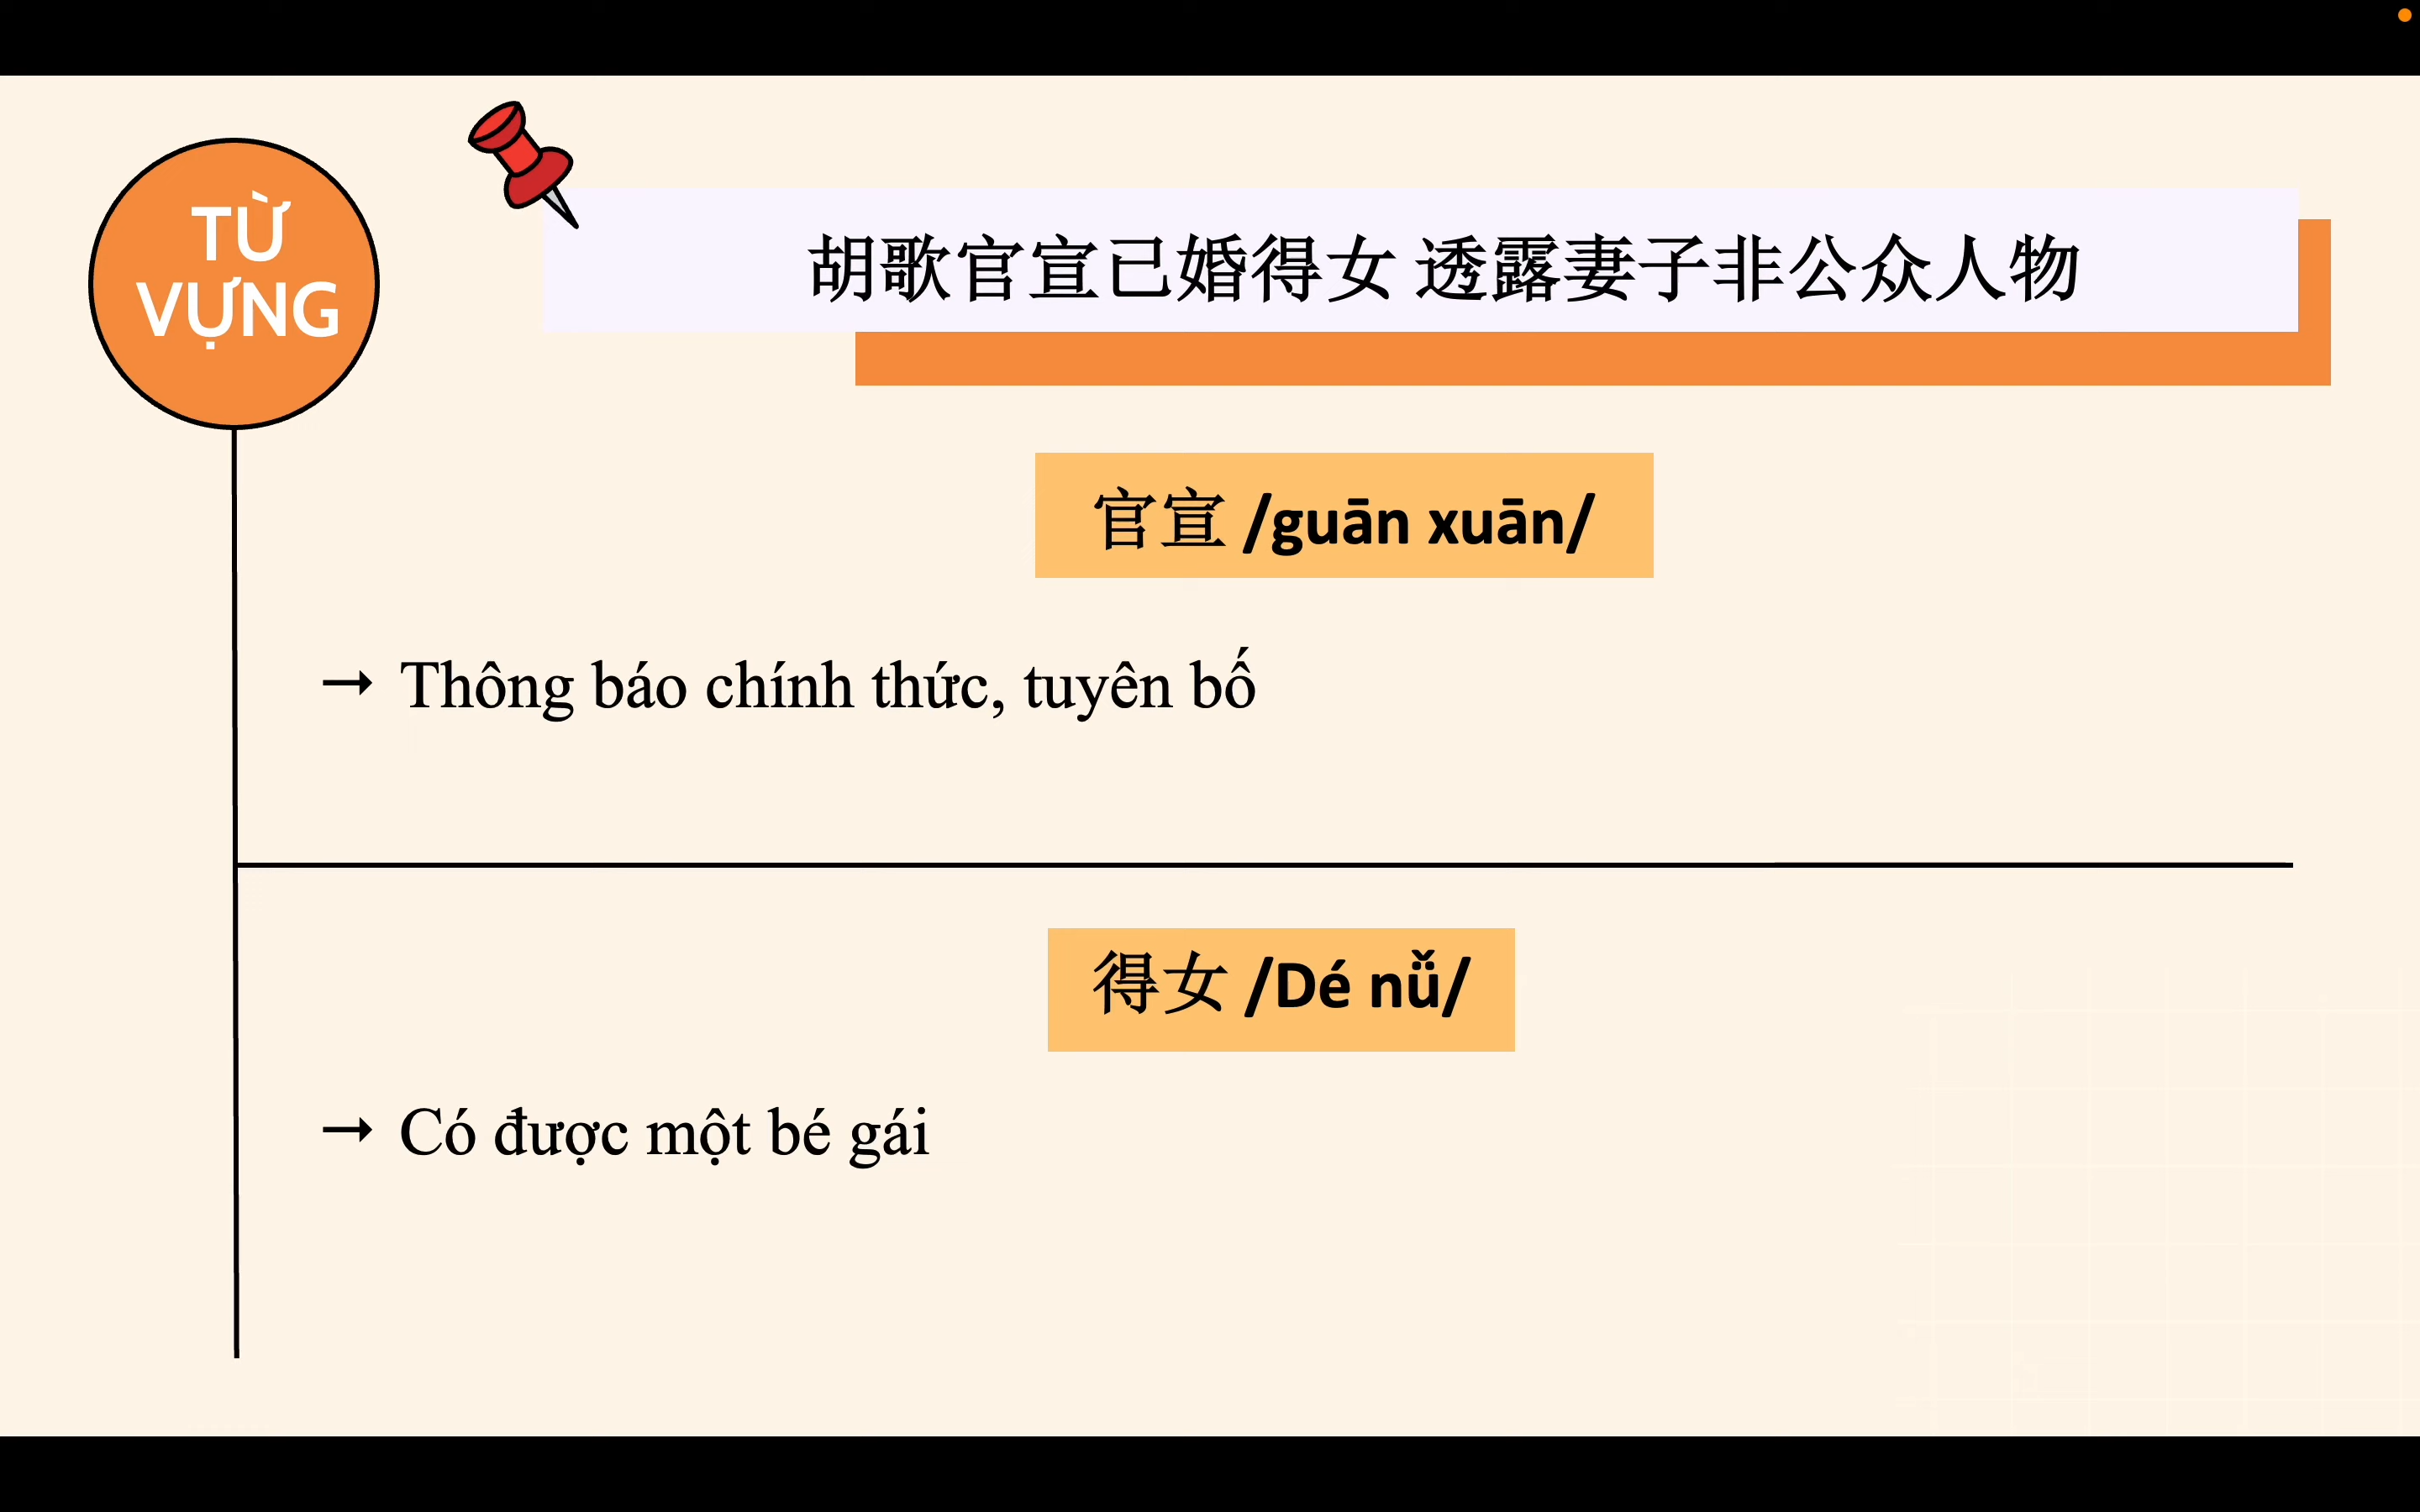 TỪ
VỰNG
胡歌官宣已婚得女 透露妻子非公众人物
官宣 /guān xuān/
→ Thông báo chính thức, tuyên bố
得女 /Dé nǚ/
→ Có được một bé gái